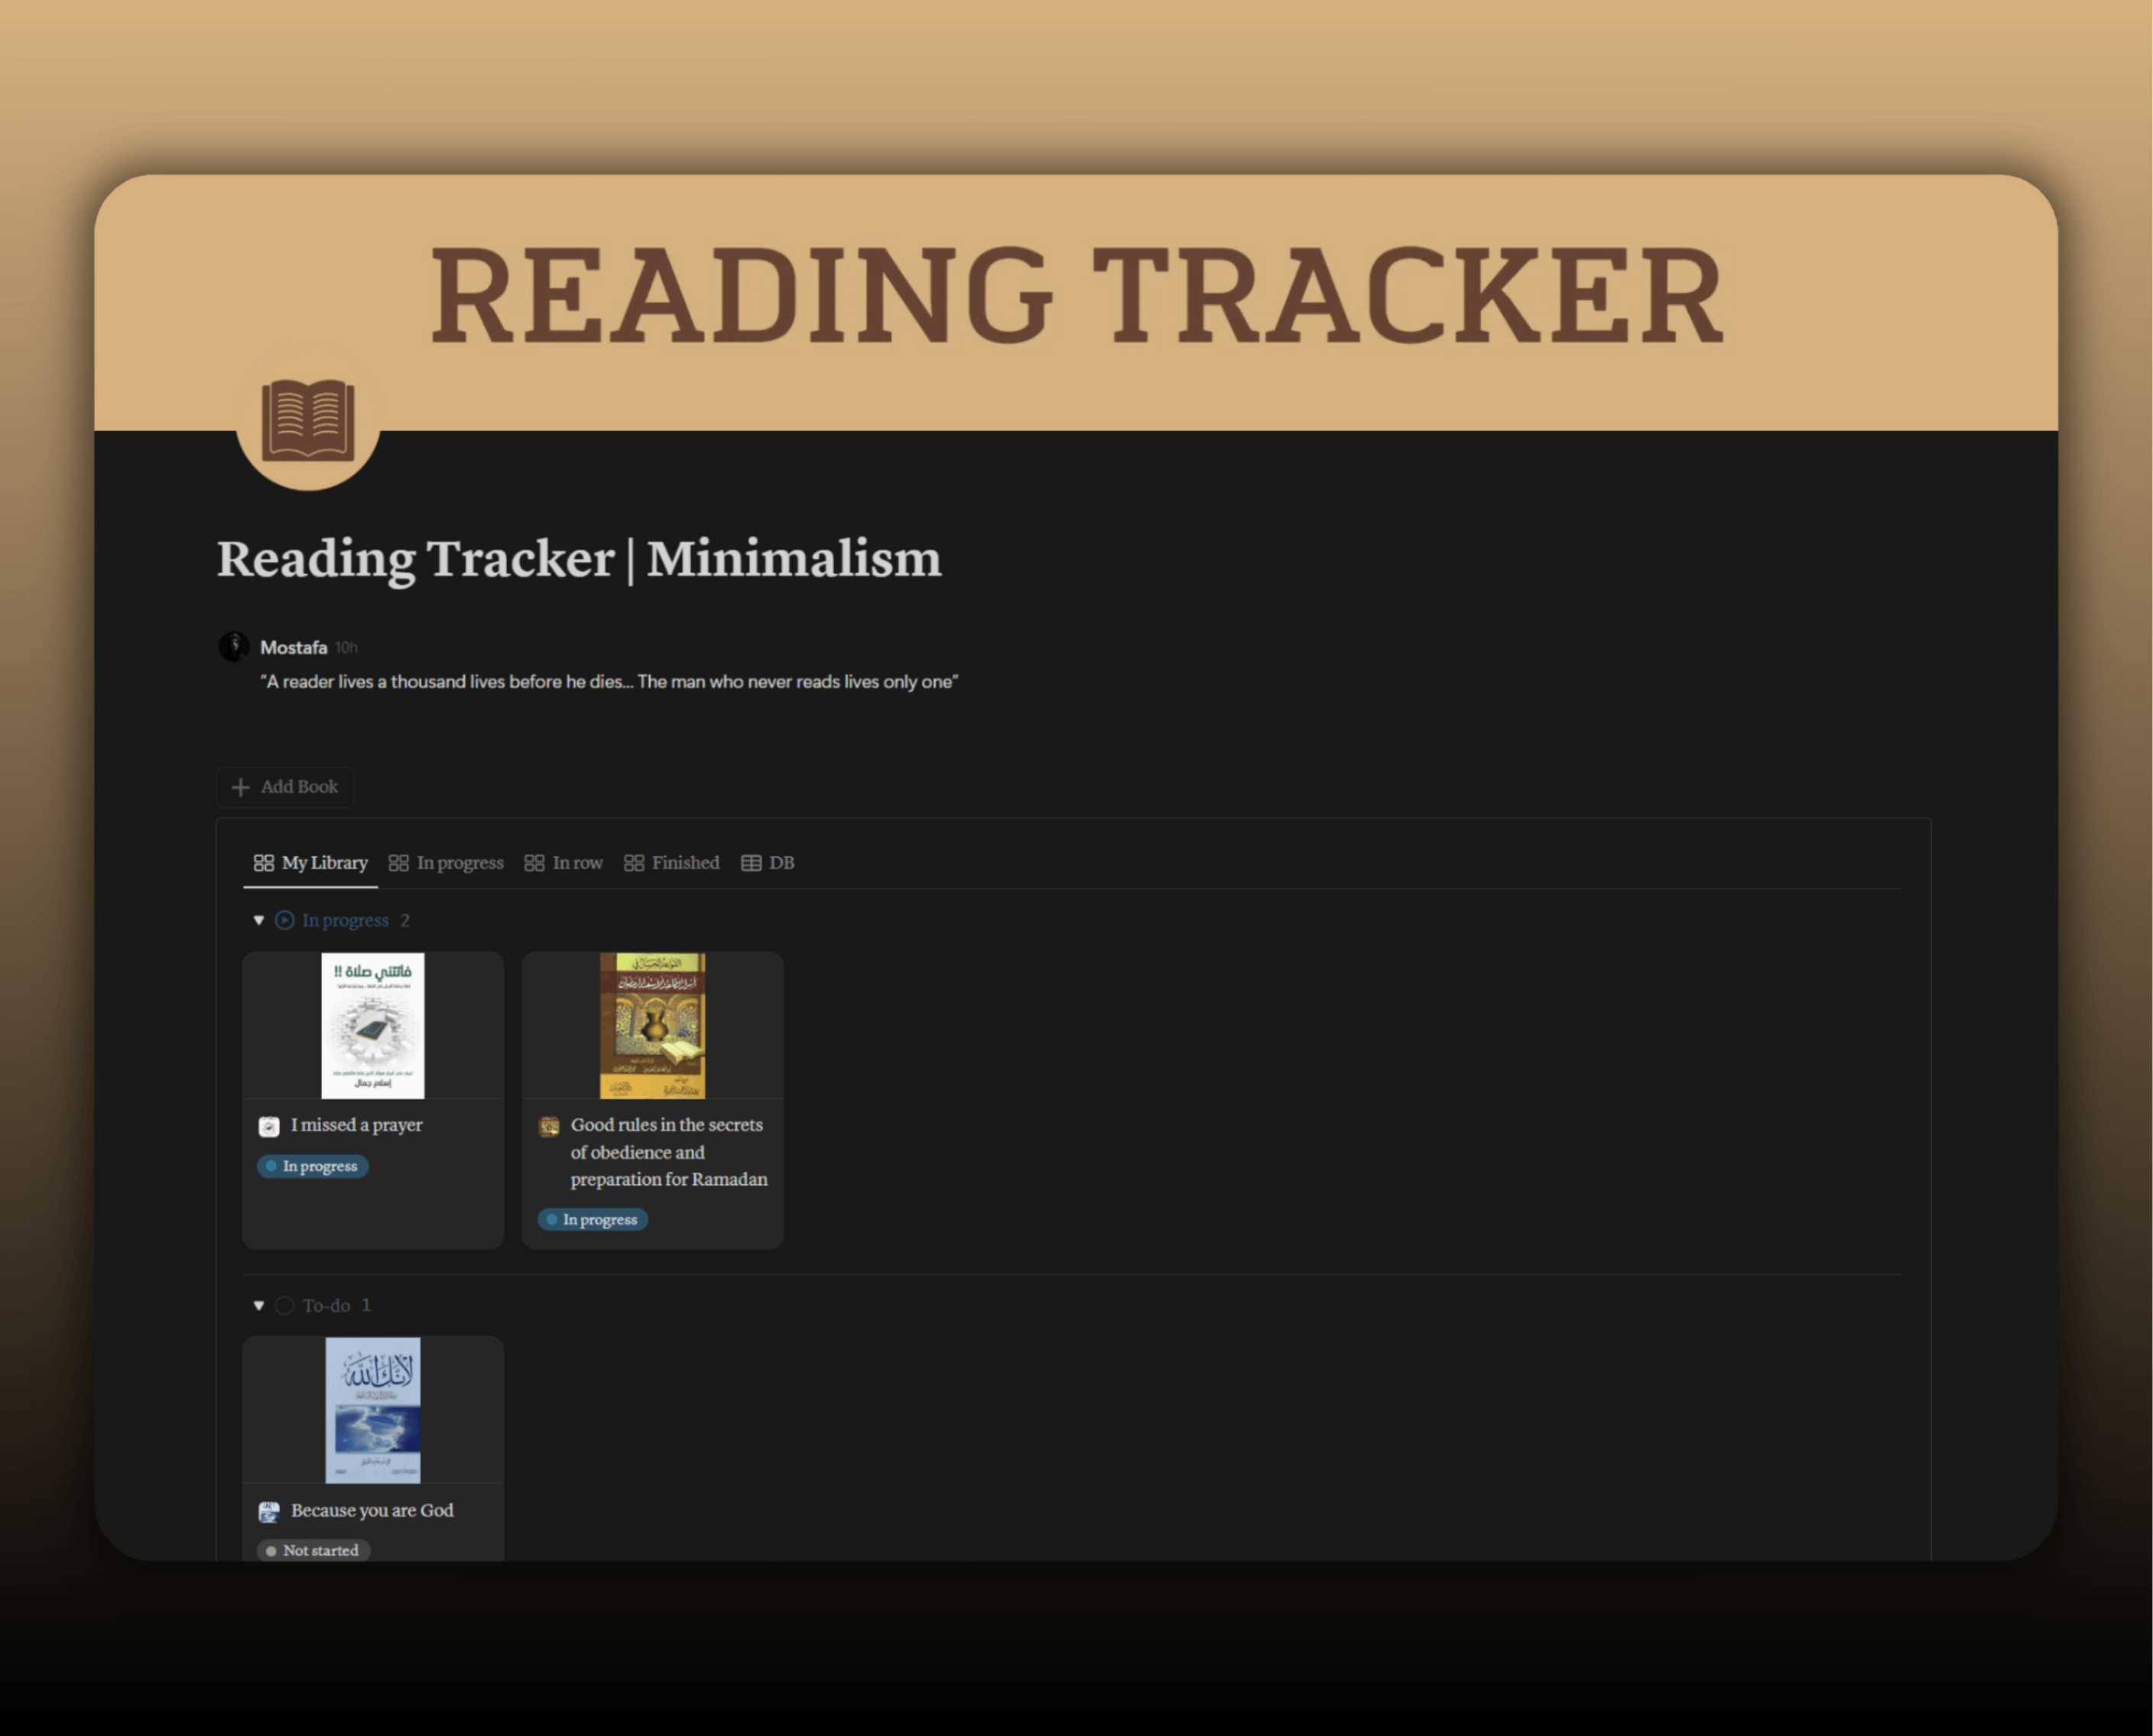 READING TRACKER
Reading Tracker | Minimalism
Mostafa 10h
“A reader lives a thousand lives before he dies... The man who never reads lives only one”
Add Book
My Library In progress In row Finished DB
In progress 2
فاتتني صلاة !!
إسلام جمال
I missed a prayer
In progress
Good rules in the secrets
of obedience and
preparation for Ramadan
In progress
To-do 1
لأنك الله
Because you are God
Not started